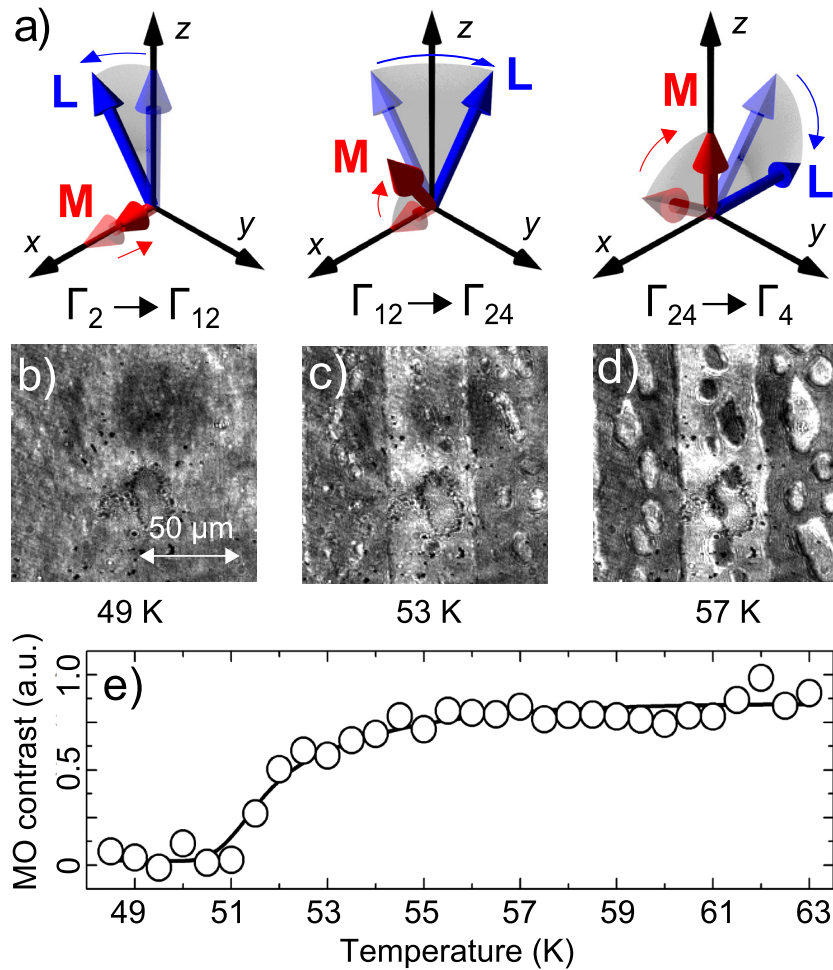 a)
z z z
L L M
M M L
x y x y x y
Γ2 → Γ12 Γ12 → Γ24 Γ24 → Γ4
b) c) d)
50 µm
49 K 53 K 57 K
e)
MO contrast (a.u.)
1.0
0.5
0
49 51 53 55 57 59 61 63
Temperature (K)